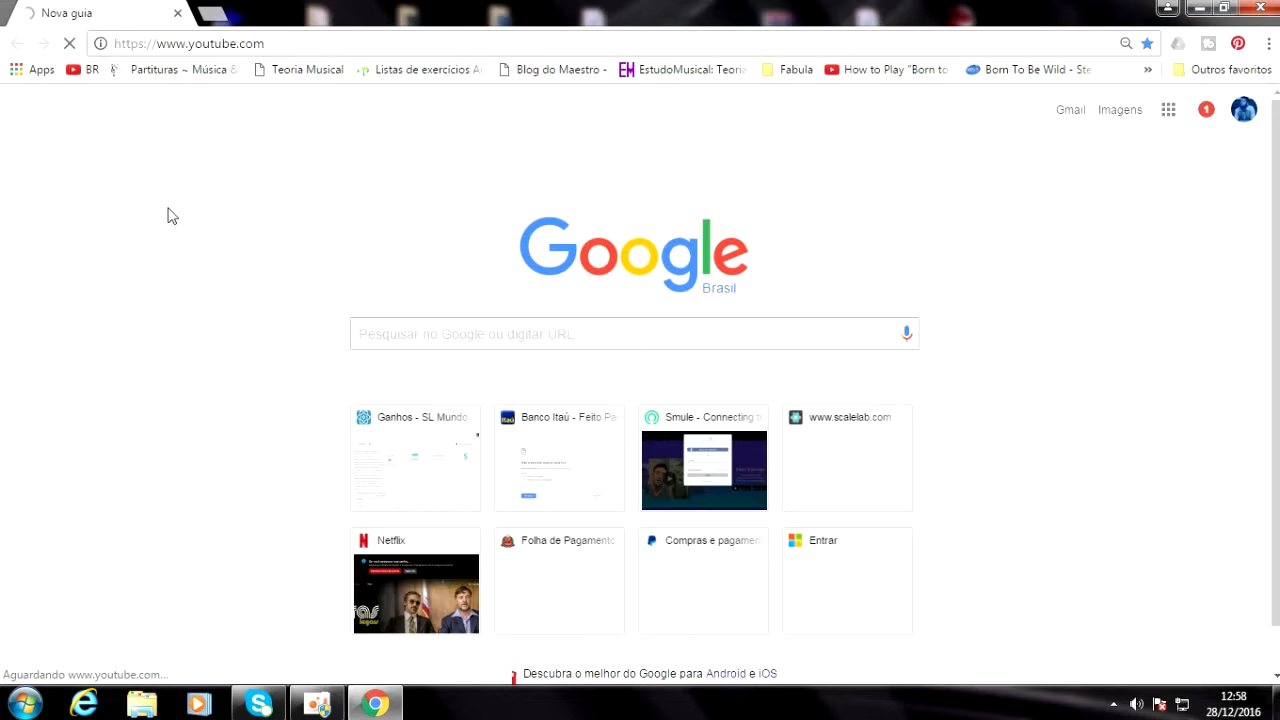 Nova guia
https://www.youtube.com
Apps BR Partituras ~ Música & Teoria Musical Listas de exercícios Au Blog do Maestro - EM EstudoMusical: Teoria Fabula How to Play "Born to Born To Be Wild - Ste » Outros favoritos
Gmail Imagens 1
Google
Brasil
Pesquisar no Google ou digitar URL
Ganhos - SL Mundo Banco Itaú - Feito Pa Smule - Connecting t www.scalelab.com
Netflix Folha de Pagamento Compras e pagamen Entrar
Aguardando www.youtube.com...
Descubra o melhor do Google para Android e iOS
12:58
28/12/2016